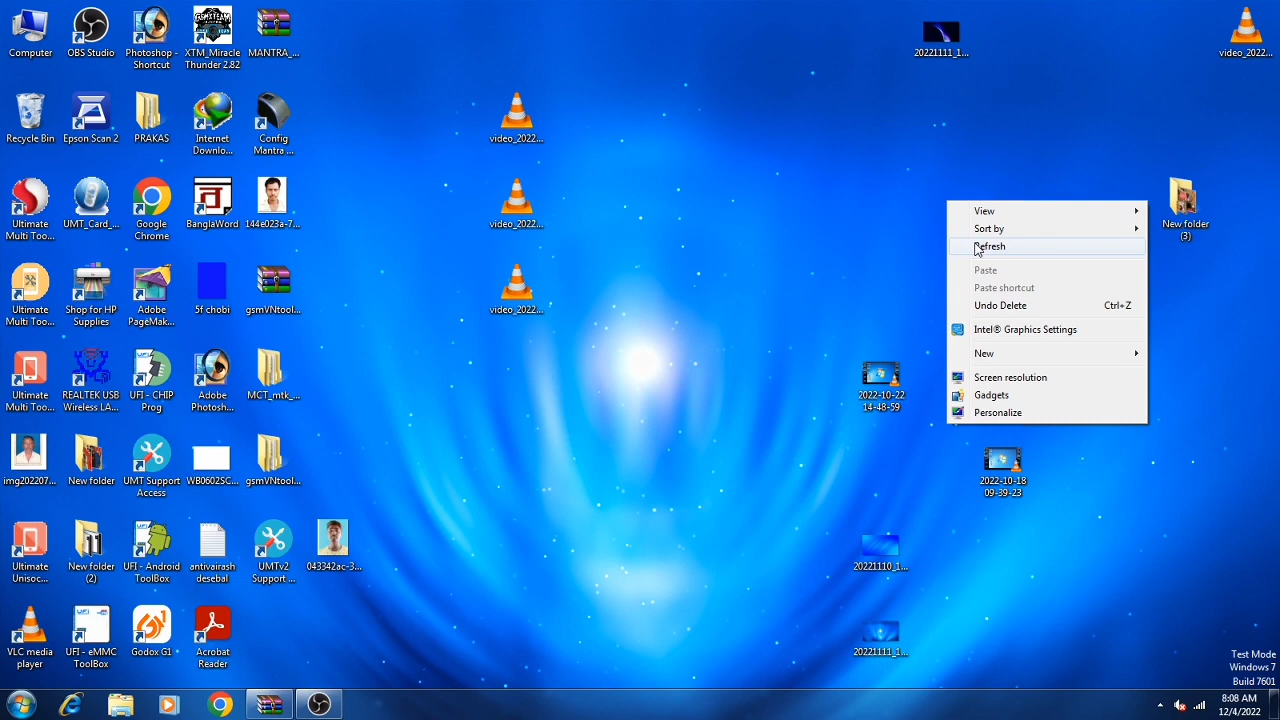 Computer
OBS Studio
Photoshop -
Shortcut
XTM_Miracle
Thunder 2.82
MANTRA_...
20221111_1...
video_2022...
Recycle Bin
Epson Scan 2
PRAKAS
Internet
Downlo...
Config
Mantra ...
video_2022...
Ultimate
Multi Too...
UMT_Card_...
Google
Chrome
BanglaWord
144e023a-7...
video_2022...
New folder
(3)
Ultimate
Multi Too...
Shop for HP
Supplies
Adobe
PageMak...
5f chobi
gsmVNtool...
video_2022...
Ultimate
Multi Too...
REALTEK USB
Wireless LA...
UFI - CHIP
Prog
Adobe
Photosh...
MCT_mtk_...
2022-10-22
14-48-59
img202207...
New folder
UMT Support
Access
WB0602SC...
gsmVNtool...
2022-10-18
09-39-23
Ultimate
Unisoc...
New folder
(2)
UFI - Android
ToolBox
antivairash
desebal
UMTv2
Support ...
043342ac-3...
20221110_1...
VLC media
player
UFI - eMMC
ToolBox
Godox G1
Acrobat
Reader
20221111_1...
View
Sort by
Refresh
Paste
Paste shortcut
Undo Delete Ctrl+Z
Intel® Graphics Settings
New
Screen resolution
Gadgets
Personalize
Test Mode
Windows 7
Build 7601
8:08 AM
12/4/2022